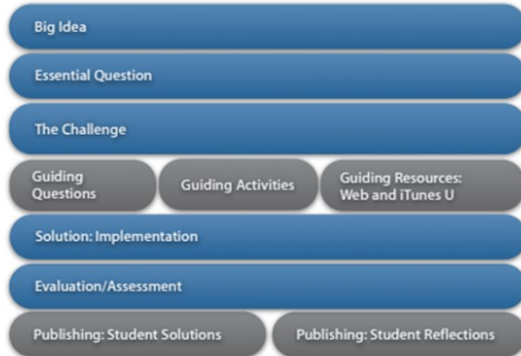 Big Idea
Essential Question
The Challenge
Guiding
Questions
Guiding Activities
Guiding Resources:
Web and iTunes U
Solution: Implementation
Evaluation/Assessment
Publishing: Student Solutions
Publishing: Student Reflections